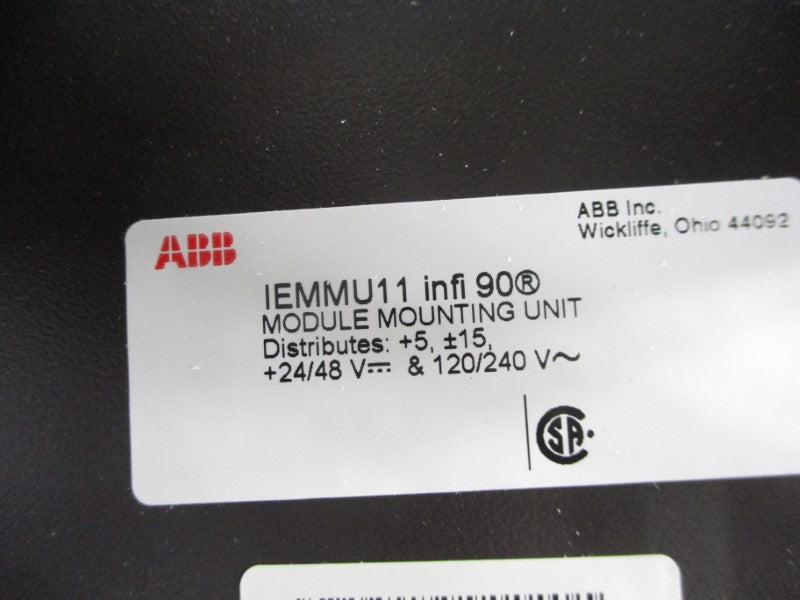 ABB
ABB Inc.
Wickliffe, Ohio 44092
IEMMU11 infi 90®
MODULE MOUNTING UNIT
Distributes: +5, ±15,
+24/48 V⎓ & 120/240 V~
SA